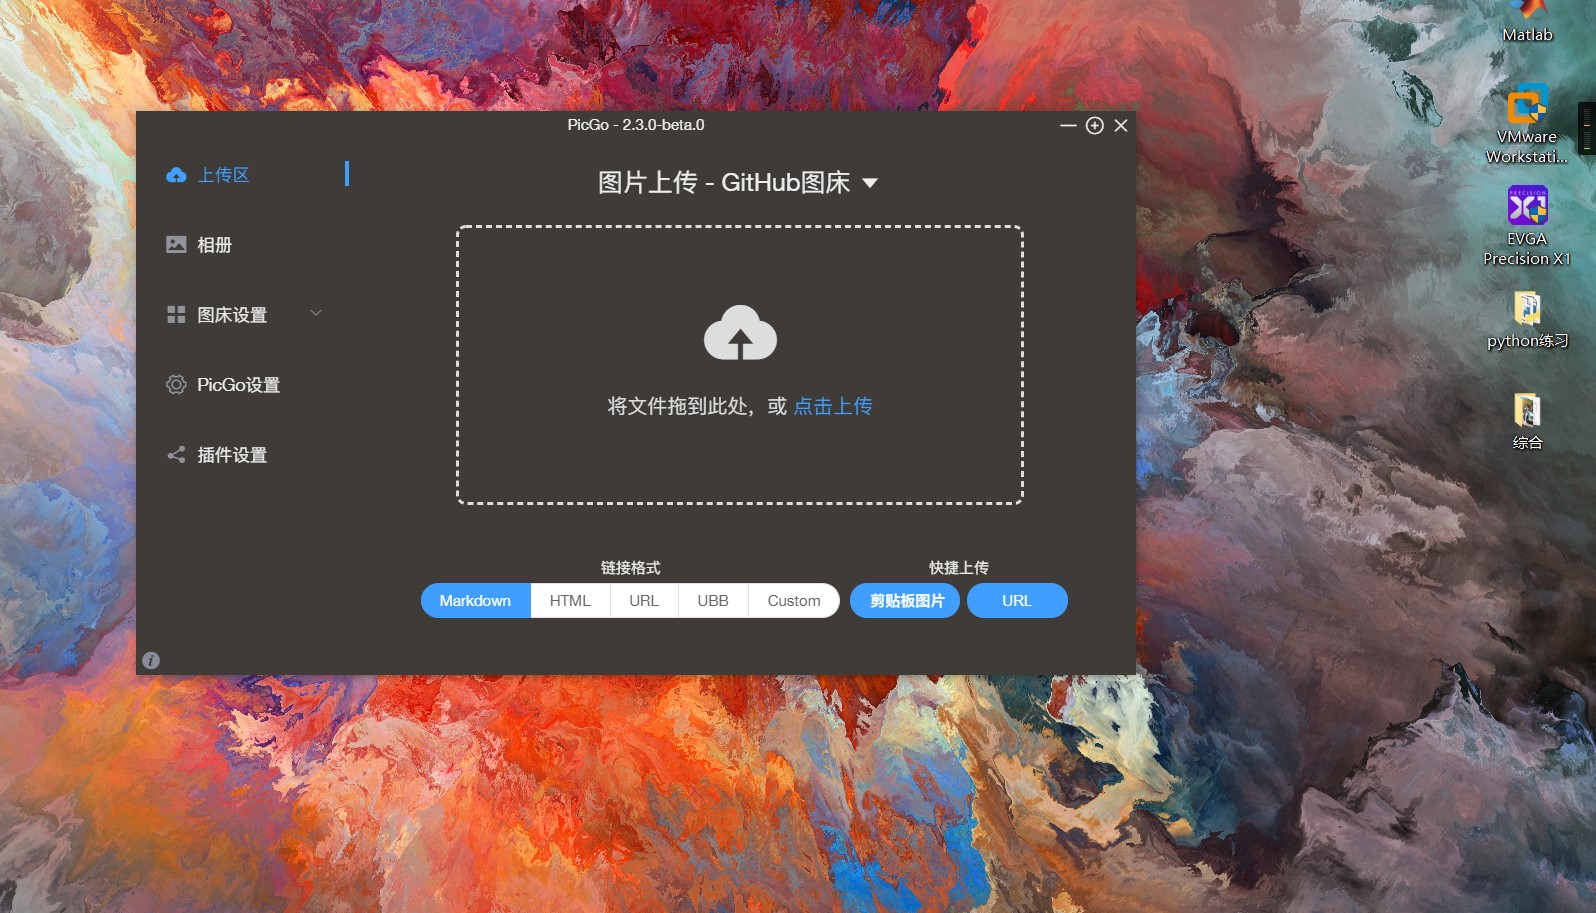 PicGo - 2.3.0-beta.0
上传区
相册
图床设置
PicGo设置
插件设置
图片上传 - GitHub图床
将文件拖到此处，或 点击上传
链接格式
快捷上传
Markdown
HTML
URL
UBB
Custom
剪贴板图片
URL
Matlab
VMware
Workstati...
PRECISION
X1
EVGA
Precision X1
python练习
综合